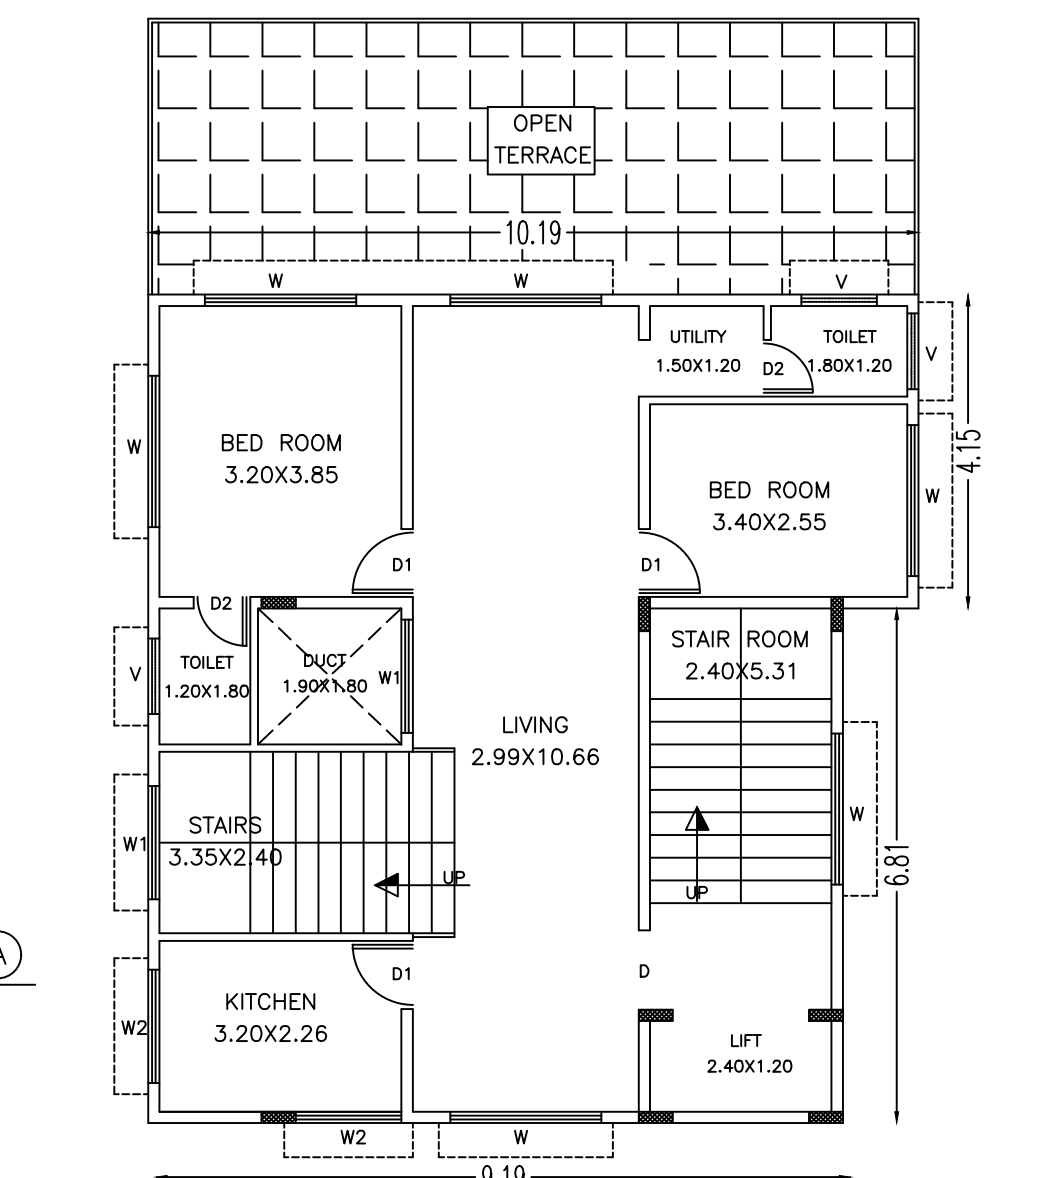 OPEN
TERRACE
10.19
W
W
V
UTILITY
1.50X1.20
D2
TOILET
1.80X1.20
V
4.15
W
BED ROOM
3.20X3.85
BED ROOM
3.40X2.55
W
D1
D1
D2
TOILET
1.20X1.80
V
DUCT
1.90X1.80
W1
STAIR ROOM
2.40X5.31
LIVING
2.99X10.66
STAIRS
3.35X2.40
W1
UP
UP
W
6.81
A
D1
D
KITCHEN
3.20X2.26
W2
LIFT
2.40X1.20
W2
W